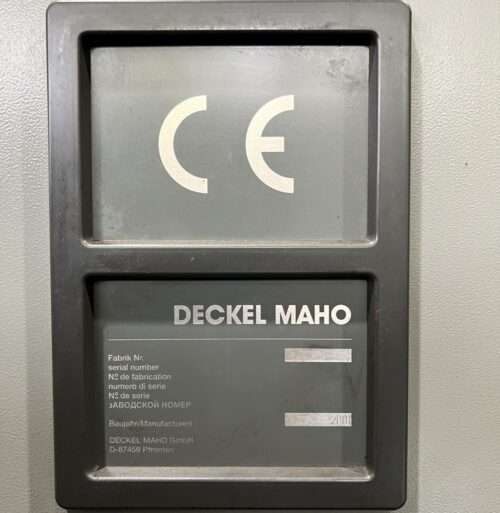 CE
DECKEL MAHO
Fabrik Nr.
serial number
Nº de fabrication
numero di serie
Nº de serie
зАВОДСКОЙ НОМЕР
Baujahr/Manufactured
DECKEL MAHO GmbH
D-87459 Pfronten